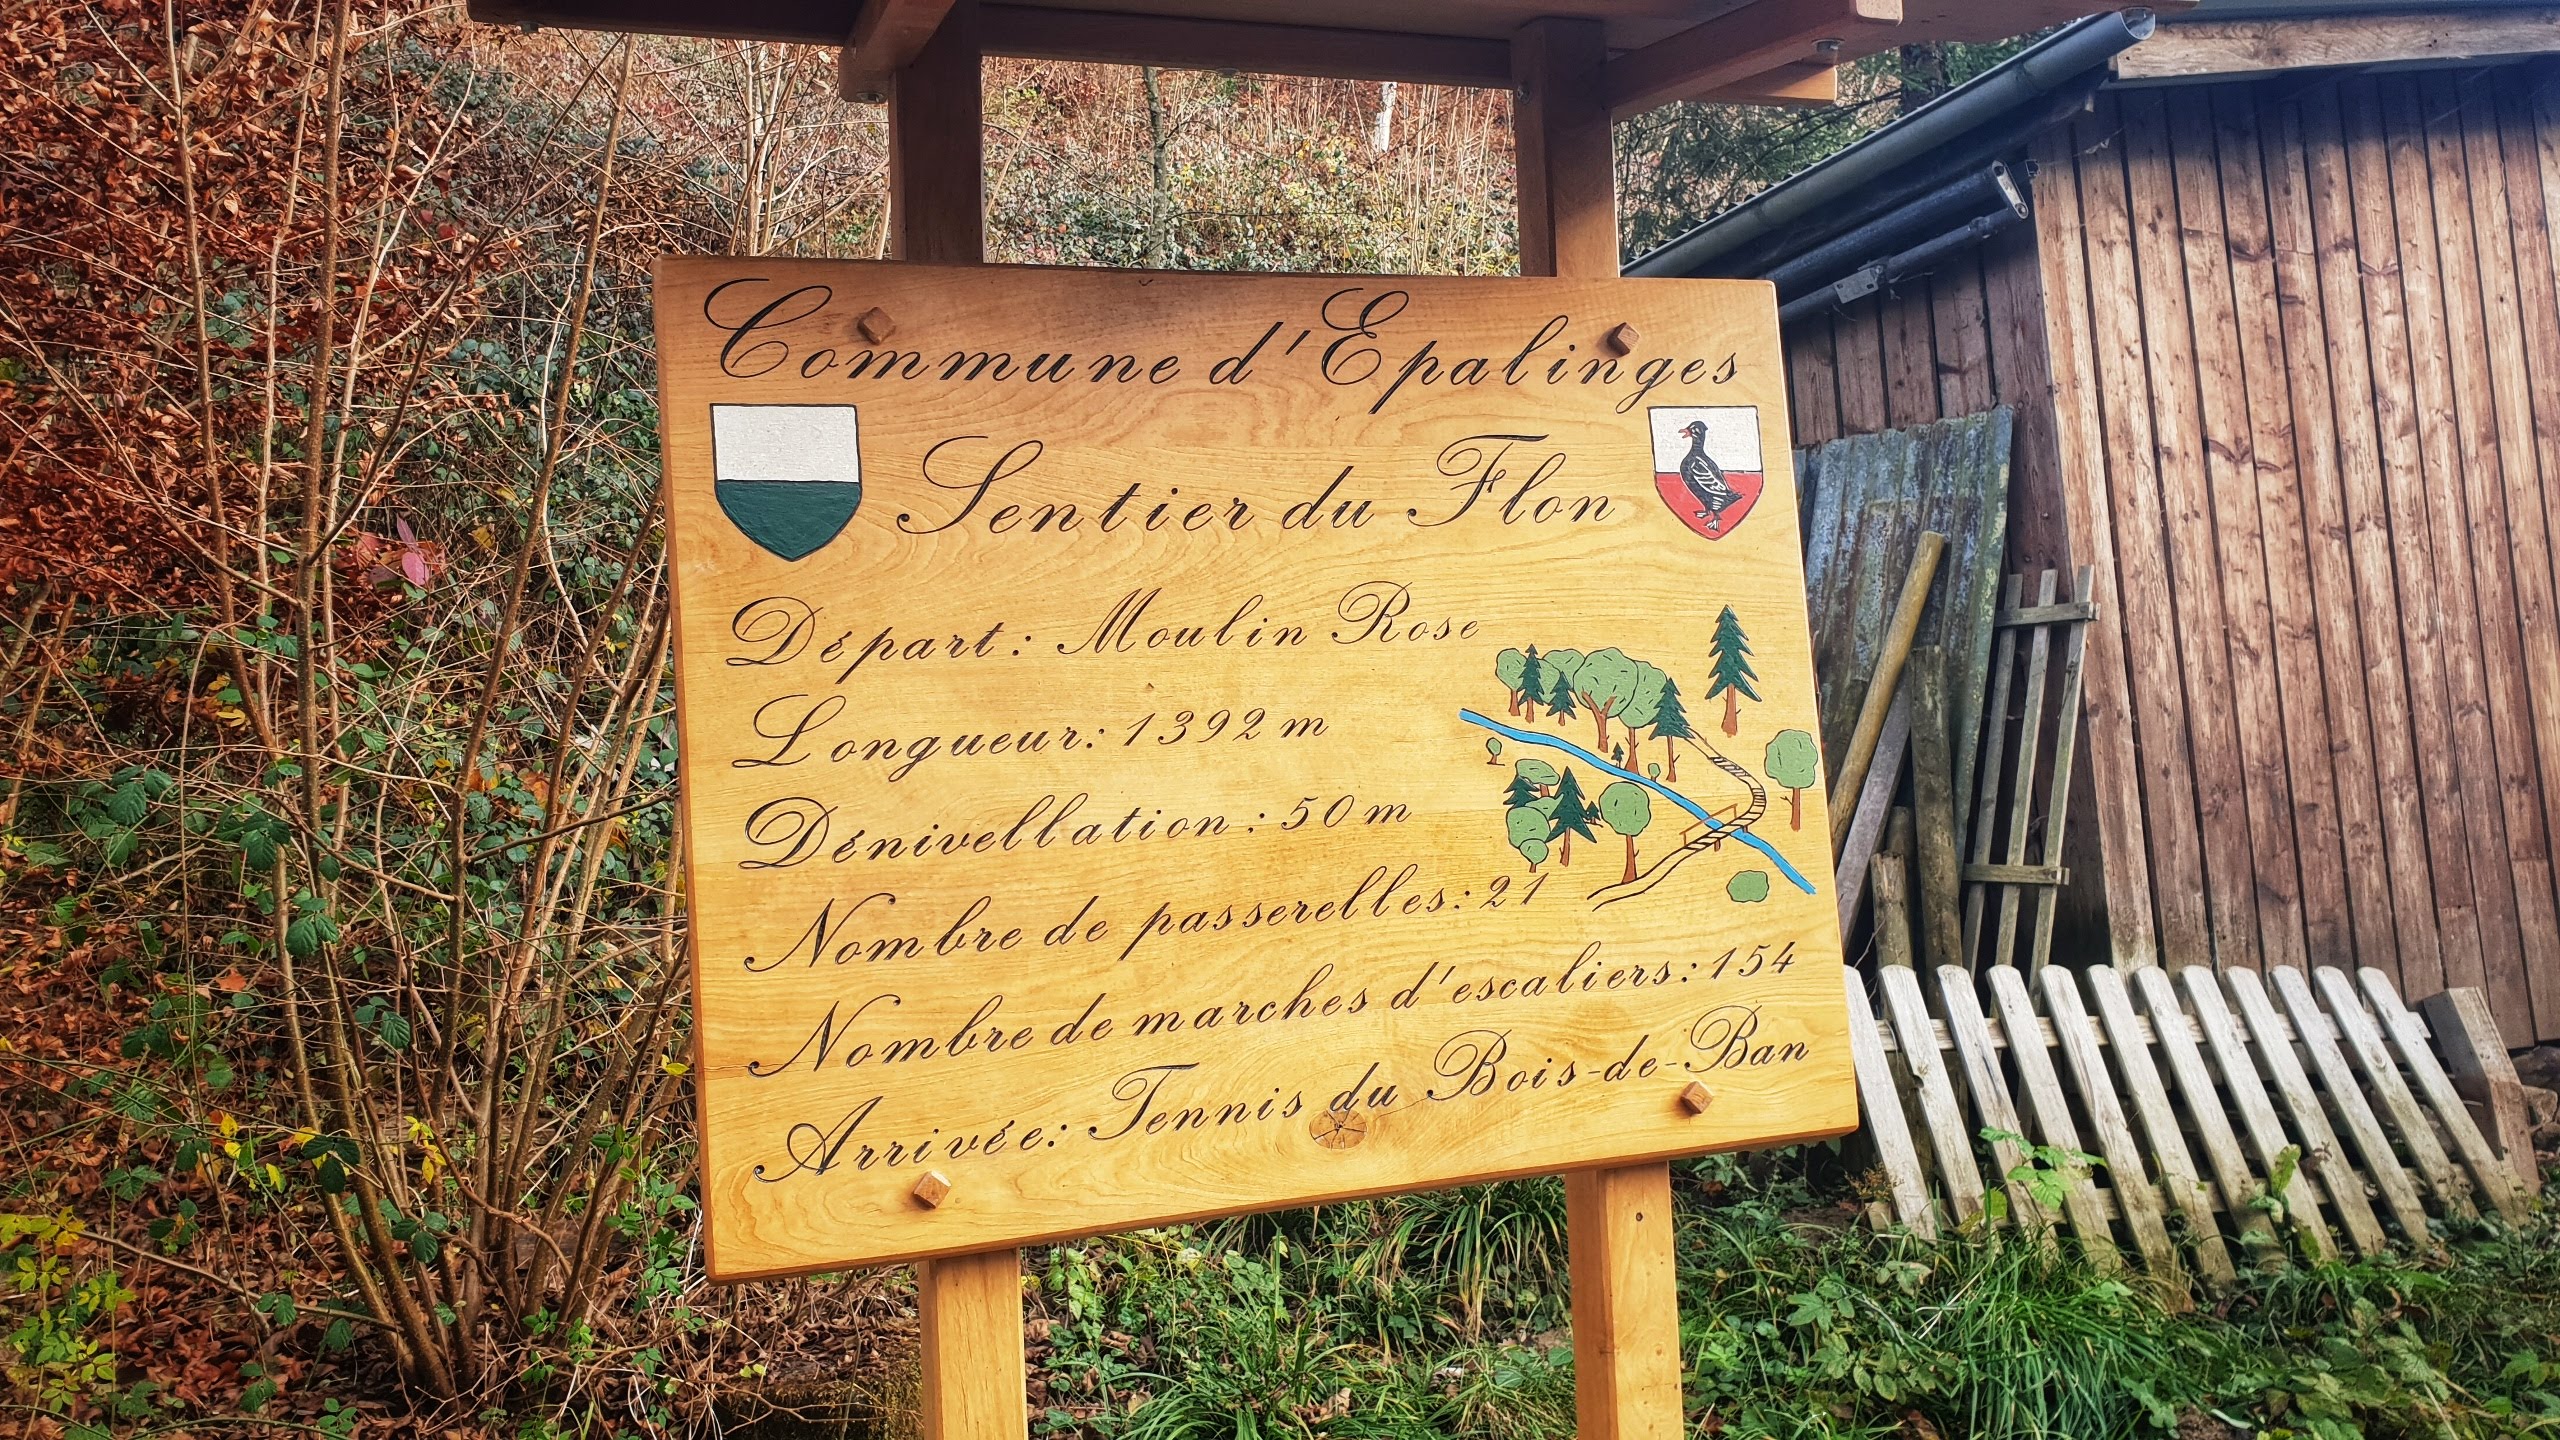 Commune d'Epalinges
Sentier du Flon
Départ: Moulin Rose
Longueur: 1392 m
Dénivellation: 50 m
Nombre de passerelles: 21
Nombre de marches d'escaliers: 154
Arrivée: Tennis du Bois-de-Ban